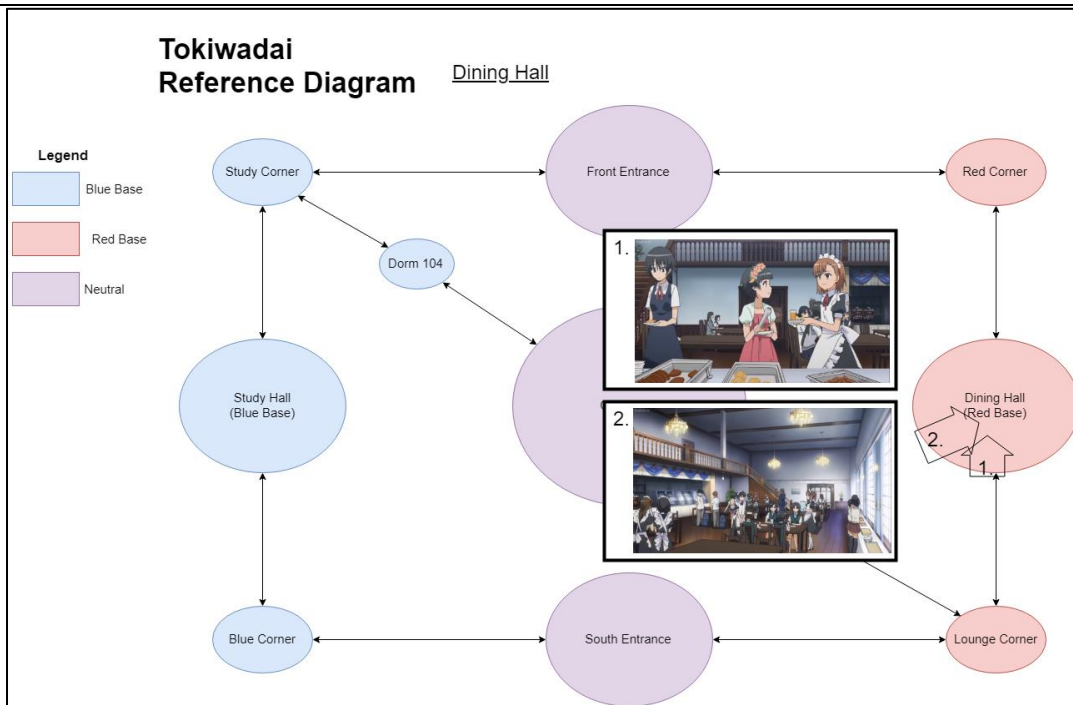 Tokiwadai
Reference Diagram
Dining Hall
Legend
Blue Base
Red Base
Neutral
Study Corner
Front Entrance
Red Corner
Dorm 104
1.
Study Hall
(Blue Base)
Dining Hall
(Red Base)
2.
1.
2.
Blue Corner
South Entrance
Lounge Corner